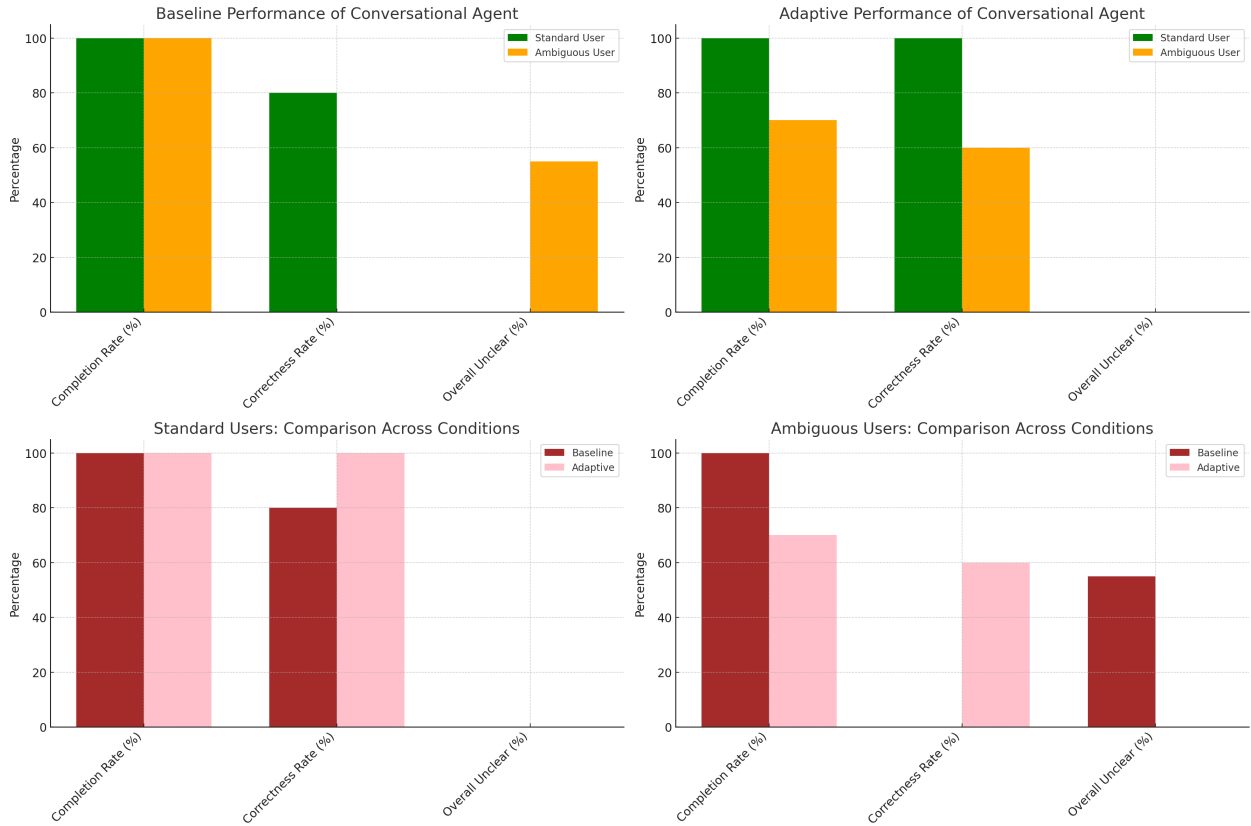 Baseline Performance of Conversational Agent
Standard User
Ambiguous User
Percentage
100
80
60
40
20
0
Completion Rate (%)
Correctness Rate (%)
Overall Unclear (%)
Adaptive Performance of Conversational Agent
Standard User
Ambiguous User
Percentage
100
80
60
40
20
0
Completion Rate (%)
Correctness Rate (%)
Overall Unclear (%)
Standard Users: Comparison Across Conditions
Baseline
Adaptive
Percentage
100
80
60
40
20
0
Completion Rate (%)
Correctness Rate (%)
Overall Unclear (%)
Ambiguous Users: Comparison Across Conditions
Baseline
Adaptive
Percentage
100
80
60
40
20
0
Completion Rate (%)
Correctness Rate (%)
Overall Unclear (%)